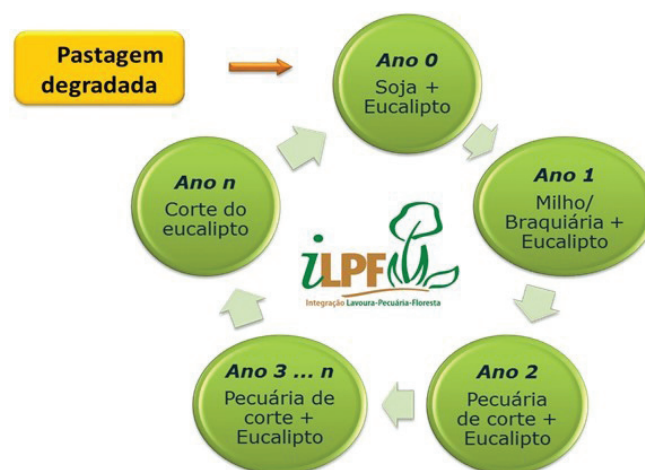 Pastagem
degradada
Ano 0
Soja +
Eucalipto
Ano 1
Milho/
Braquiária +
Eucalipto
Ano 2
Pecuária
de corte +
Eucalipto
Ano 3 ... n
Pecuária de
corte +
Eucalipto
Ano n
Corte do
eucalipto
iLPF
Integração Lavoura-Pecuária-Floresta